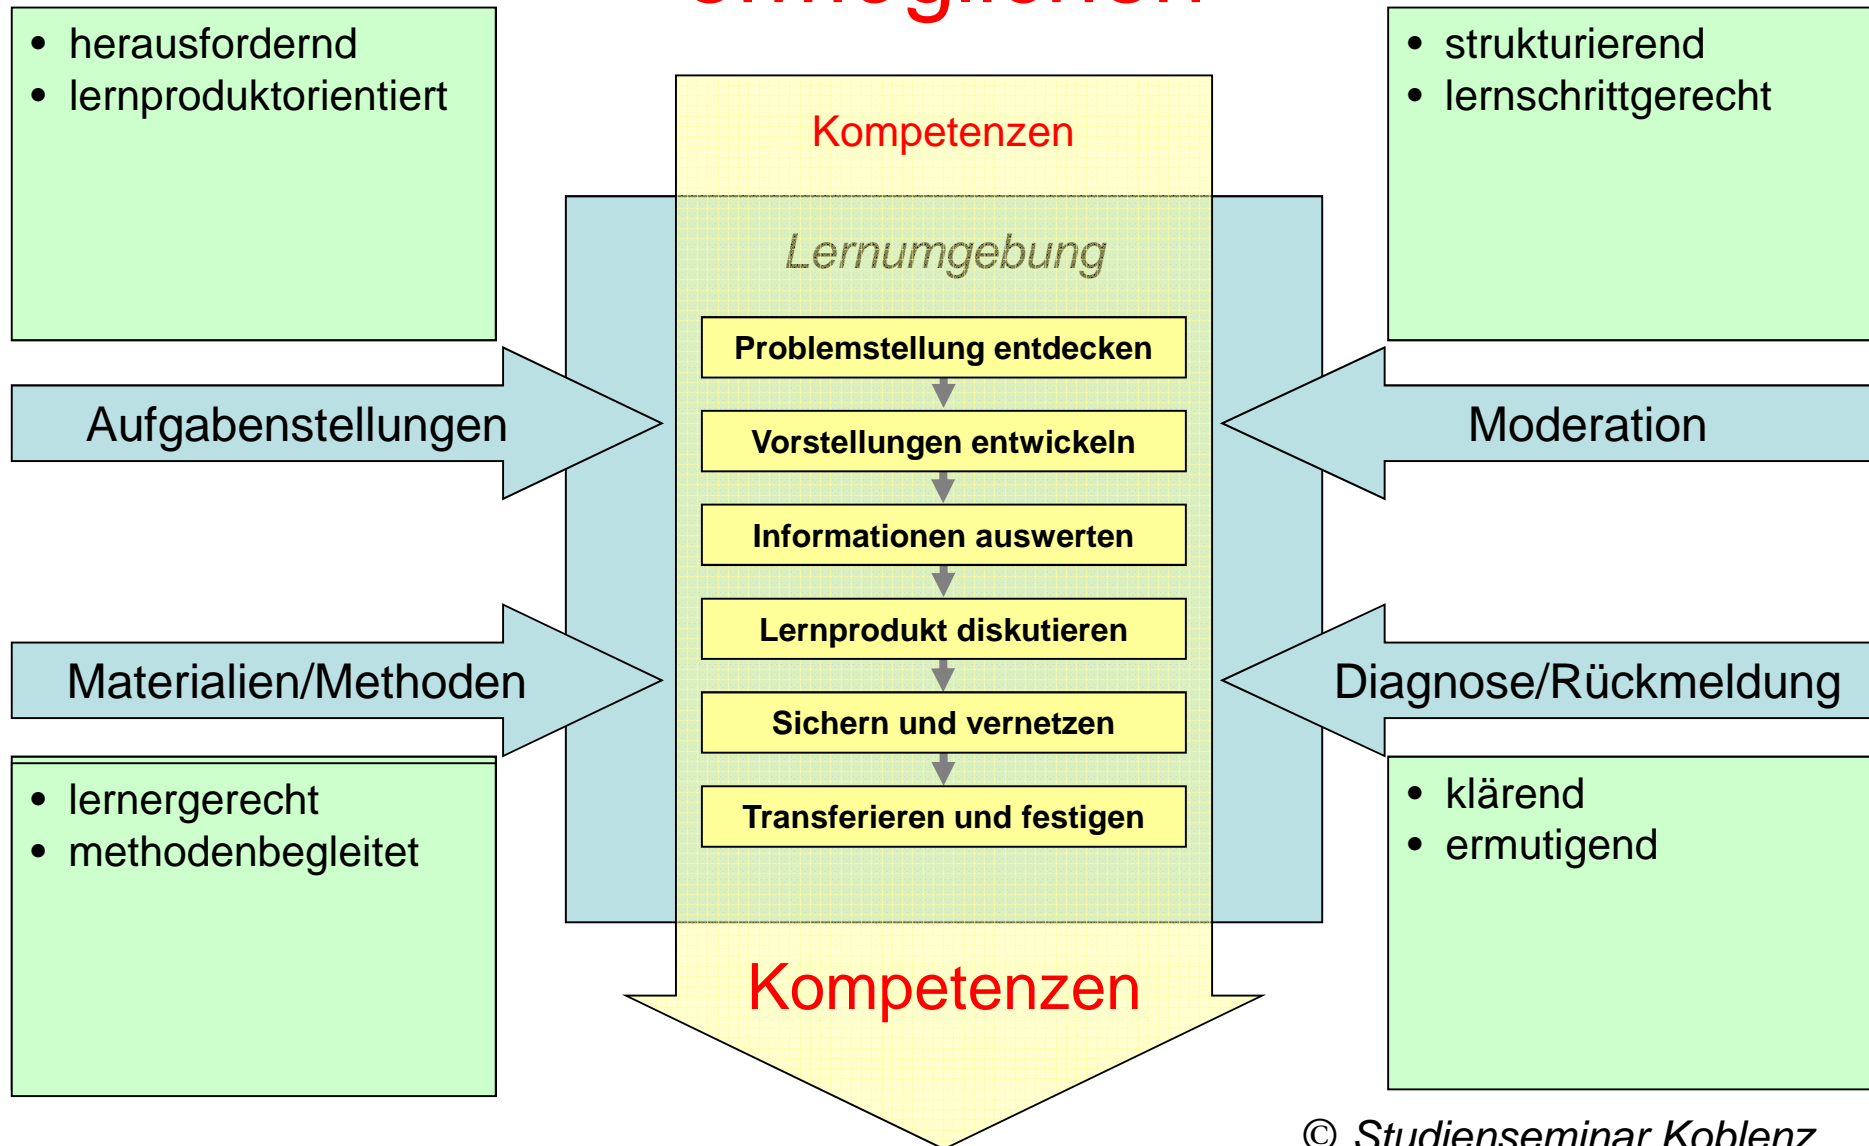 ermöglichen
• herausfordernd
• lernproduktorientiert
• strukturierend
• lernschrittgerecht
Kompetenzen
Lernumgebung
Problemstellung entdecken
Vorstellungen entwickeln
Informationen auswerten
Lernprodukt diskutieren
Sichern und vernetzen
Transferieren und festigen
Aufgabenstellungen
Moderation
Materialien/Methoden
Diagnose/Rückmeldung
• lernergerecht
• methodenbegleitet
• klärend
• ermutigend
Kompetenzen
© Studienseminar Koblenz